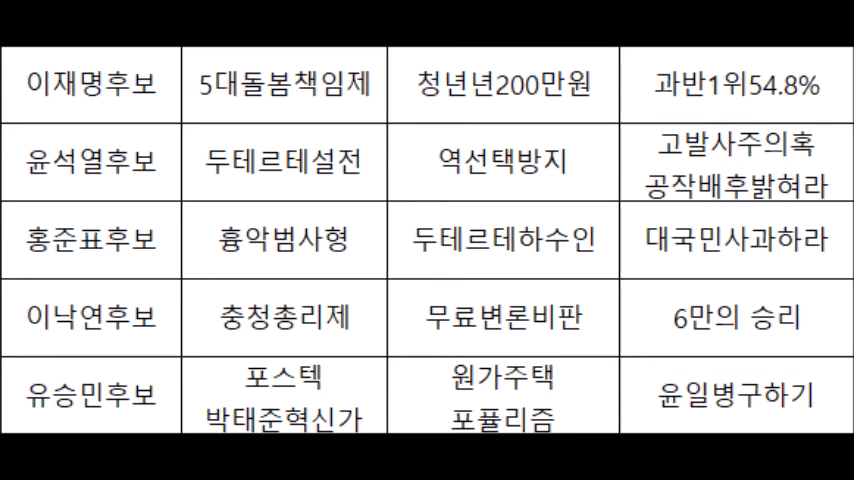 이재명후보 5대돌봄책임제 청년년200만원 과반1위54.8%
윤석열후보 두테르테설전 역선택방지 고발사주의혹
공작배후밝혀라
홍준표후보 흉악범사형 두테르테하수인 대국민사과하라
이낙연후보 충청총리제 무료변론비판 6만의 승리
유승민후보 포스텍 원가주택 윤일병구하기
박태준혁신가 포퓰리즘